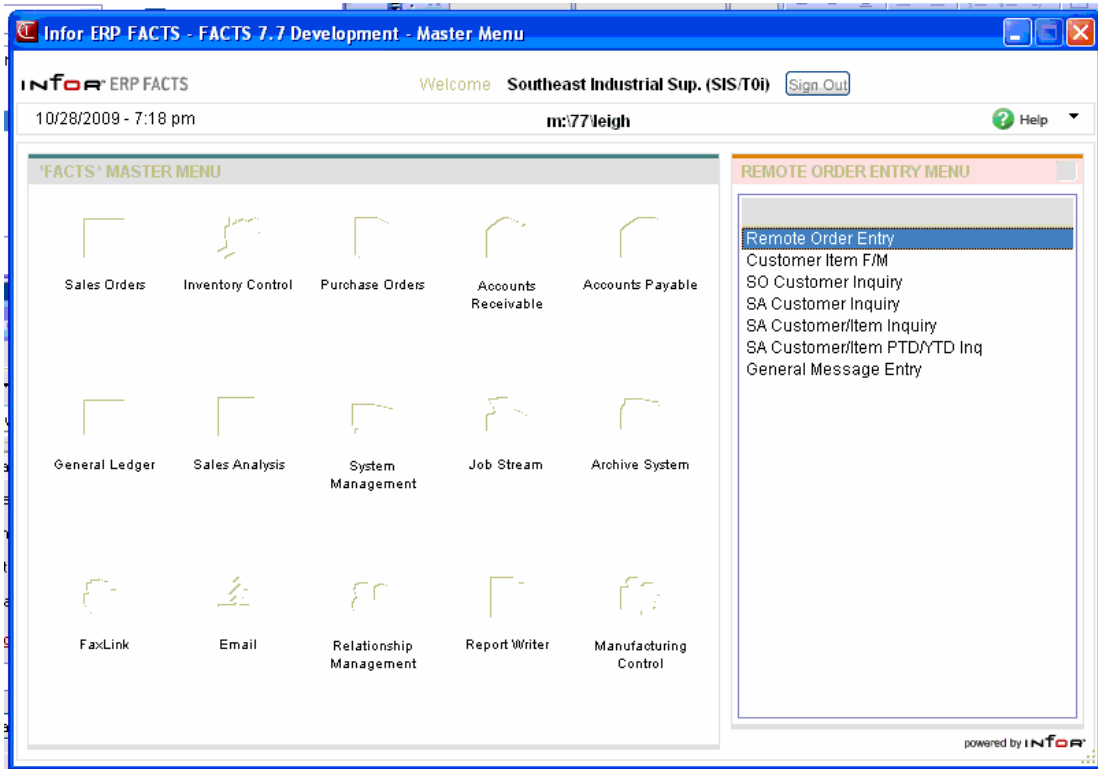 Infor ERP FACTS - FACTS 7.7 Development - Master Menu
INFOR ERP FACTS
Welcome Southeast Industrial Sup. (SIS/T0i) Sign Out
10/28/2009 - 7:18 pm
m:\77\leigh
Help
*FACTS* MASTER MENU
Sales Orders
Inventory Control
Purchase Orders
Accounts
Receivable
Accounts Payable
General Ledger
Sales Analysis
System
Management
Job Stream
Archive System
FaxLink
Email
Relationship
Management
Report Writer
Manufacturing
Control
REMOTE ORDER ENTRY MENU
Remote Order Entry
Customer Item F/M
SO Customer Inquiry
SA Customer Inquiry
SA Customer/Item Inquiry
SA Customer/Item PTD/YTD Inq
General Message Entry
powered by INFOR